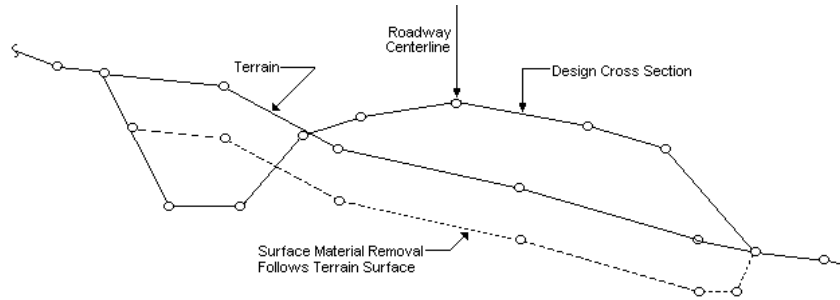 Roadway
Centerline
Terrain
Design Cross Section
Surface Material Removal
Follows Terrain Surface